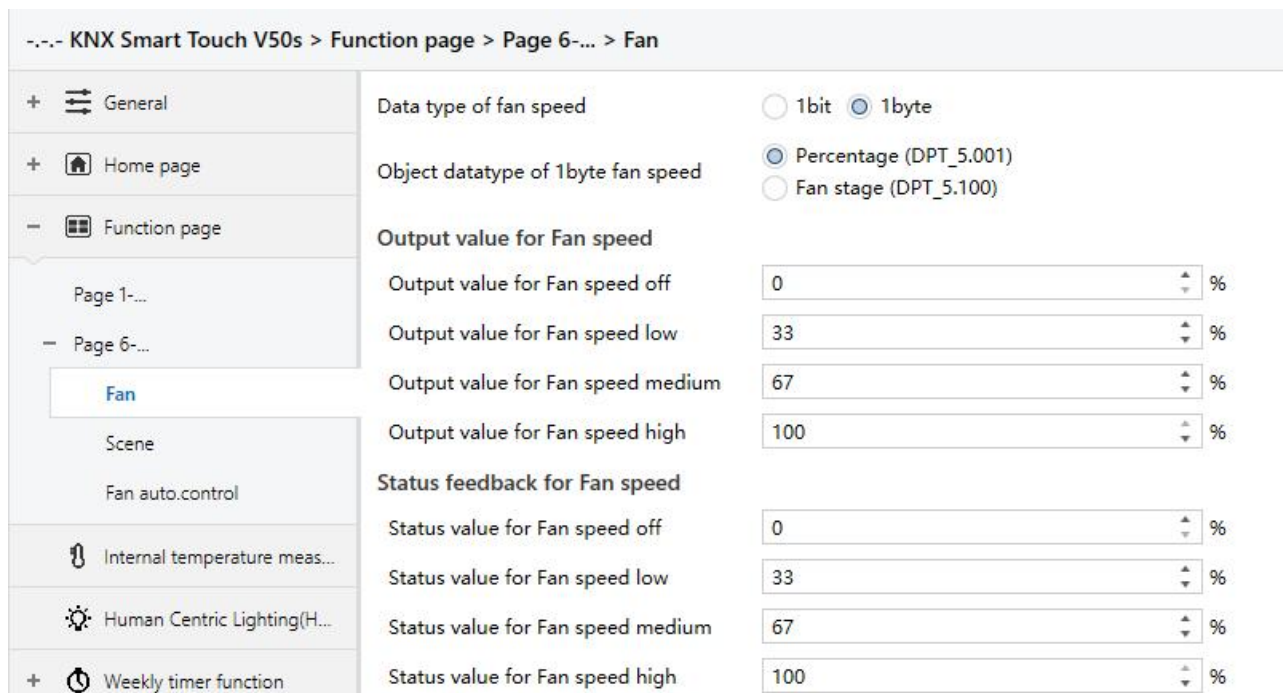 -.-.- KNX Smart Touch V50s > Function page > Page 6-... > Fan
+ General
+ Home page
− Function page
Page 1-...
− Page 6-...
Fan
Scene
Fan auto.control
Internal temperature meas...
Human Centric Lighting(H...
+ Weekly timer function
Data type of fan speed 1bit 1byte
Object datatype of 1byte fan speed
Percentage (DPT_5.001)
Fan stage (DPT_5.100)
Output value for Fan speed
Output value for Fan speed off 0 %
Output value for Fan speed low 33 %
Output value for Fan speed medium 67 %
Output value for Fan speed high 100 %
Status feedback for Fan speed
Status value for Fan speed off 0 %
Status value for Fan speed low 33 %
Status value for Fan speed medium 67 %
Status value for Fan speed high 100 %